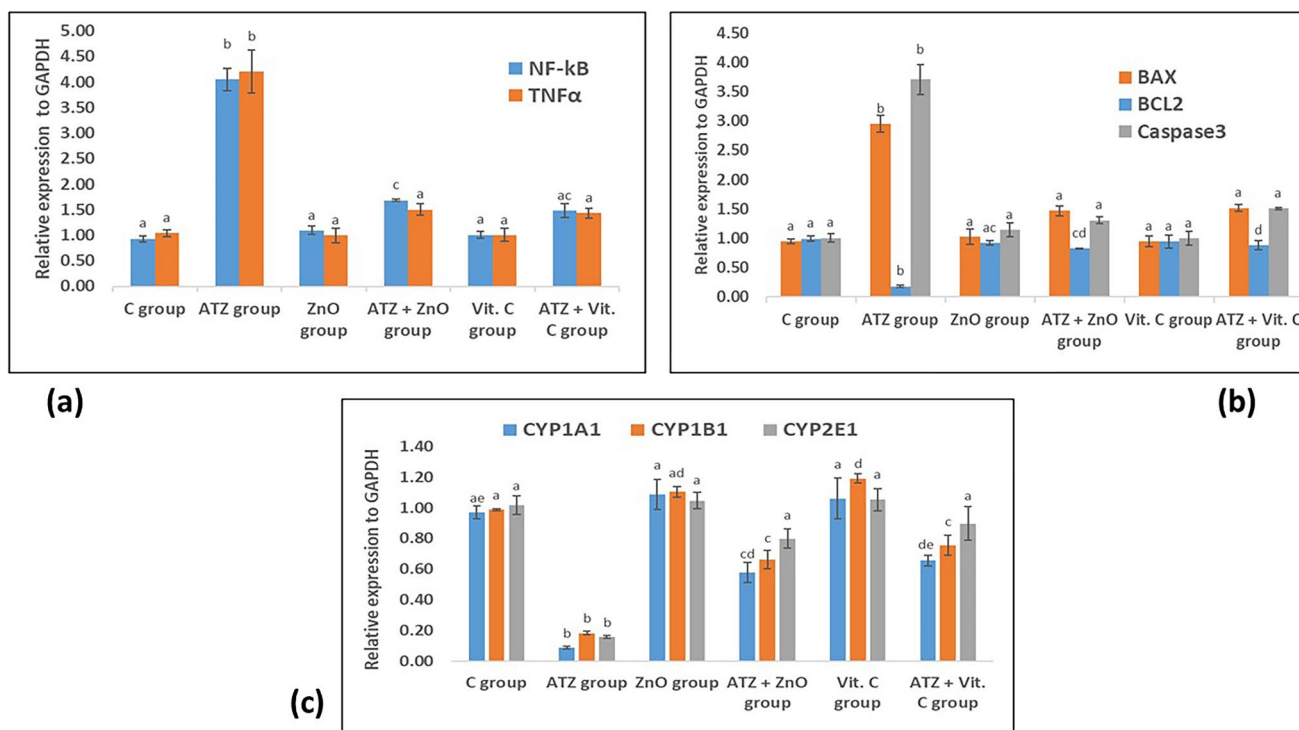 Relative expression to GAPDH
5.00
4.50
4.00
3.50
3.00
2.50
2.00
1.50
1.00
0.50
0.00
NF-kB
TNFα
a a b b a a c a a a ac a
C group ATZ group ZnO group ATZ + ZnO group Vit. C group ATZ + Vit. C group
(a)
Relative expression to GAPDH
4.50
4.00
3.50
3.00
2.50
2.00
1.50
1.00
0.50
0.00
BAX
BCL2
Caspase3
a a a b b b a ac a a cd a a a a a d a
C group ATZ group ZnO group ATZ + ZnO group Vit. C group ATZ + Vit. C group
(b)
CYP1A1 CYP1B1 CYP2E1
Relative expression to GAPDH
1.40
1.20
1.00
0.80
0.60
0.40
0.20
0.00
ae a a b b b a ad a cd c a a d a de c a
C group ATZ group ZnO group ATZ + ZnO group Vit. C group ATZ + Vit. C group
(c)